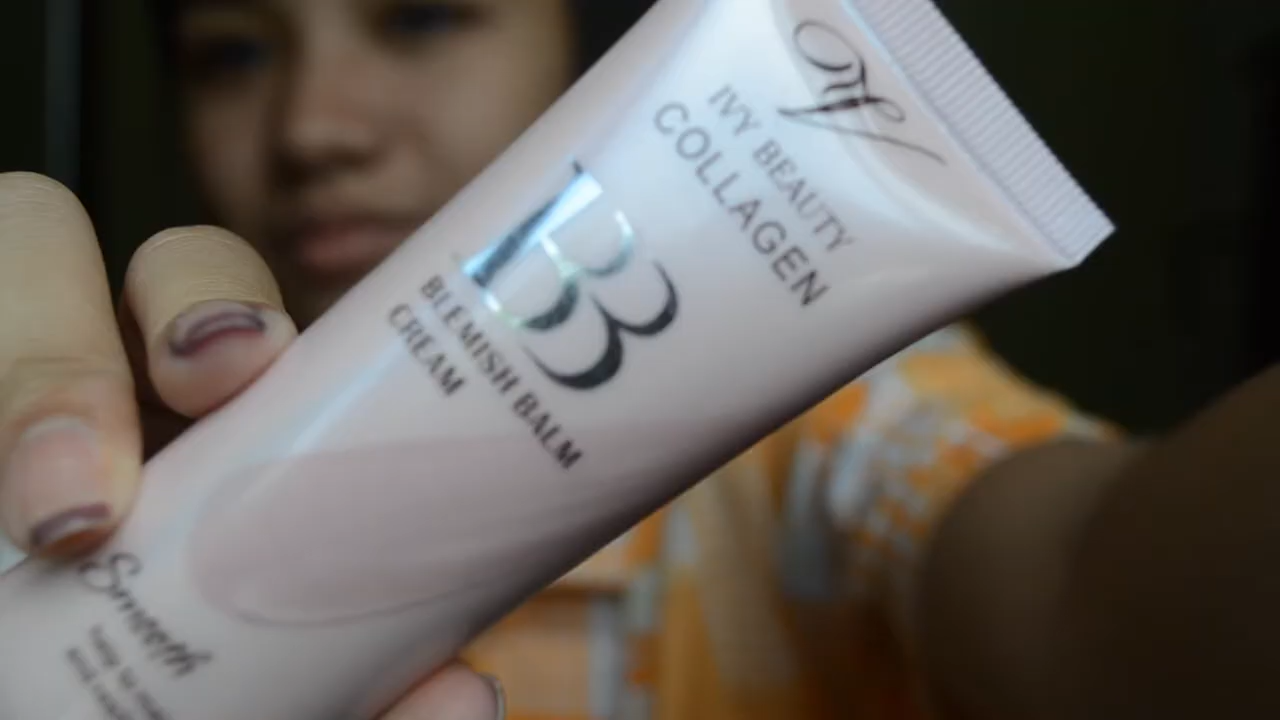 IVY BEAUTY
COLLAGEN
BB
BLEMISH BALM
CREAM
Smooth